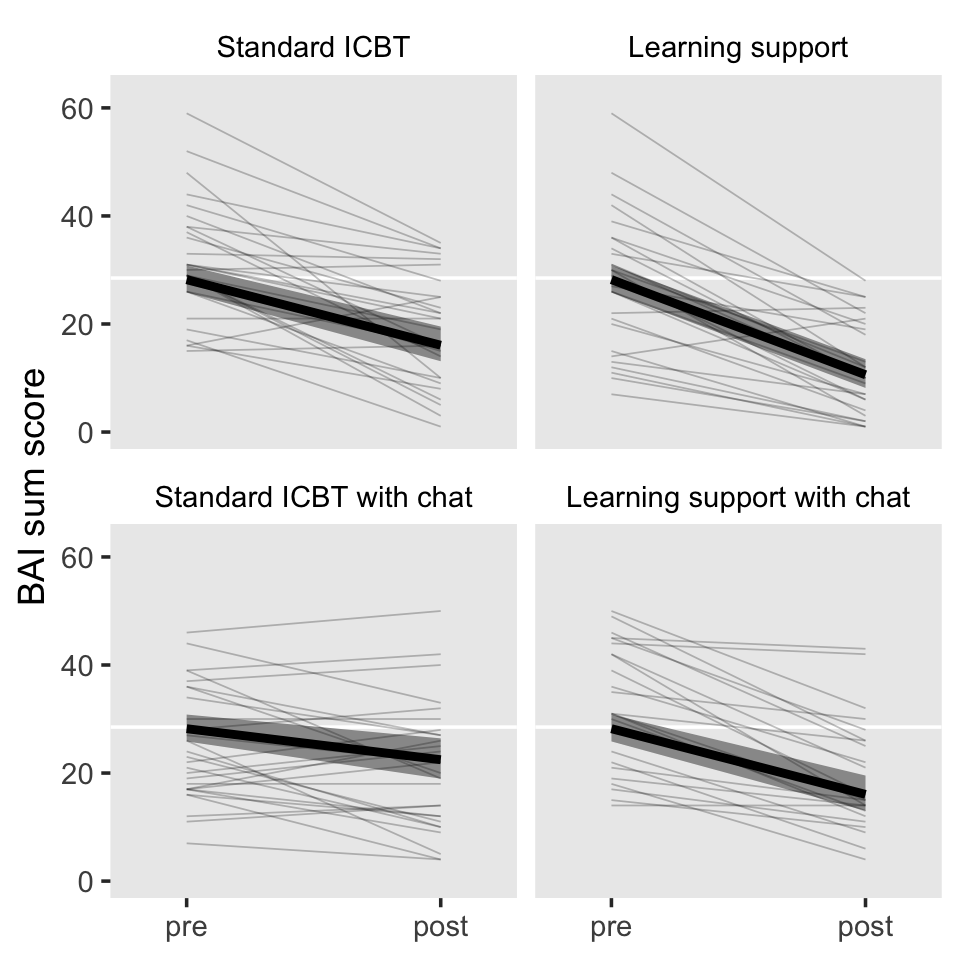 Standard ICBT
Learning support
60
40
20
0
BAI sum score
Standard ICBT with chat
Learning support with chat
60
40
20
0
pre
post
pre
post